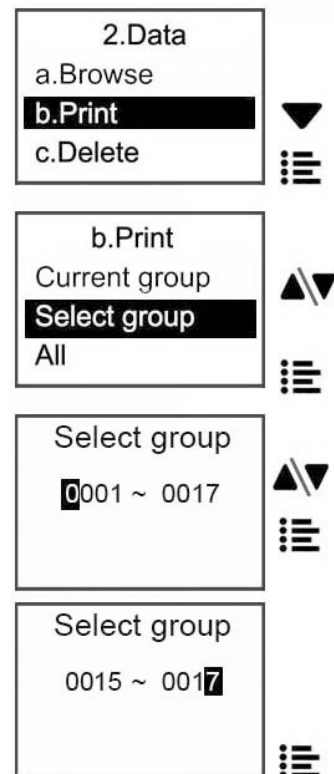 2.Data
a.Browse
b.Print
c.Delete
b.Print
Current group
Select group
All
Select group
0001 ~ 0017
Select group
0015 ~ 0017